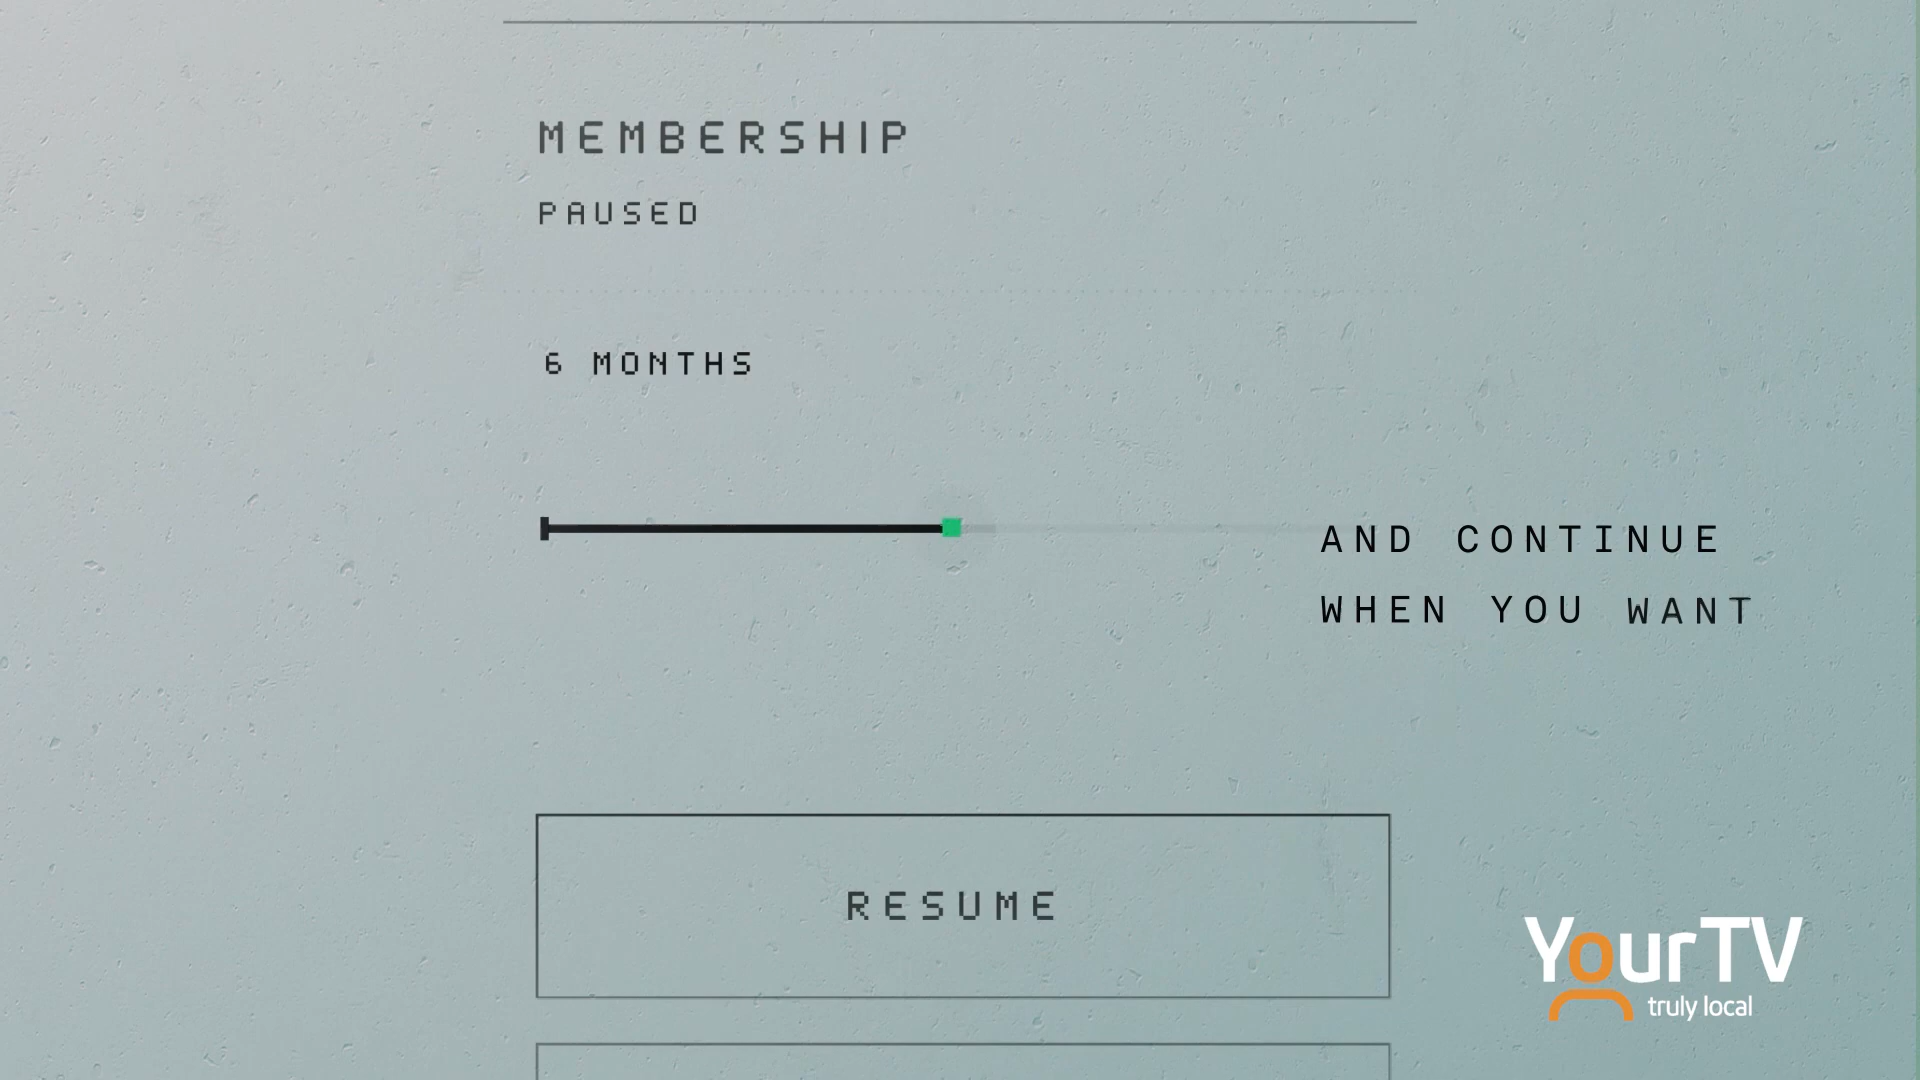 MEMBERSHIP
PAUSED
6 MONTHS
AND CONTINUE
WHEN YOU WANT
RESUME
YourTV
truly local